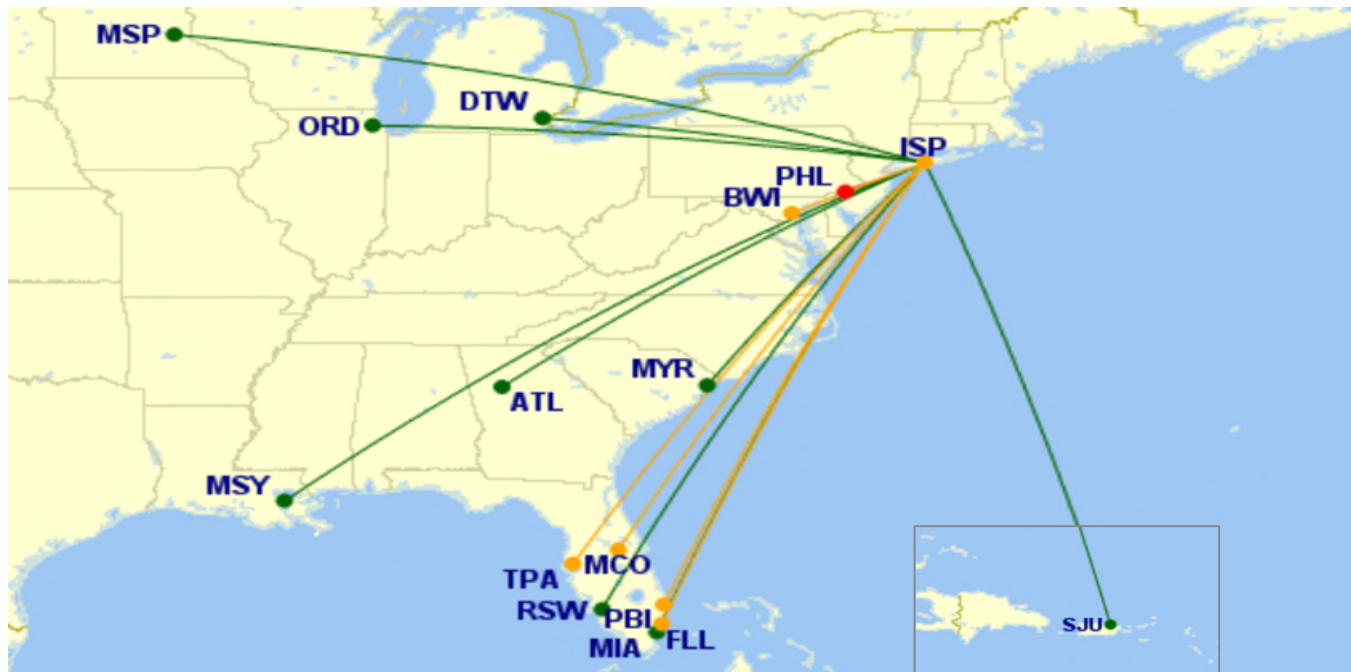 MSP
DTW
ORD
ISP
PHL
BWI
MYR
ATL
MSY
MCO
TPA
RSW
PBI
MIA
FLL
SJU